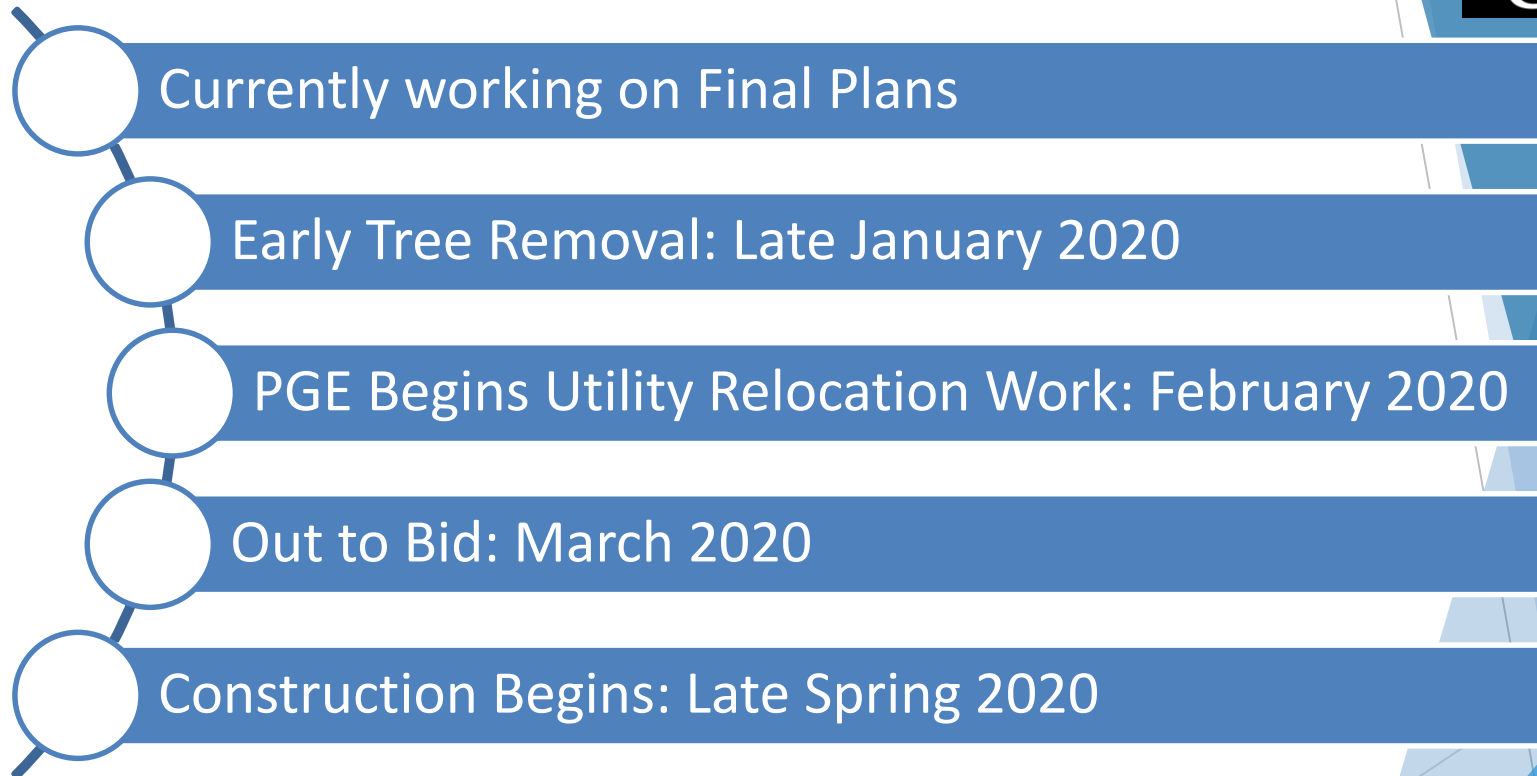 Currently working on Final Plans
Early Tree Removal: Late January 2020
PGE Begins Utility Relocation Work: February 2020
Out to Bid: March 2020
Construction Begins: Late Spring 2020